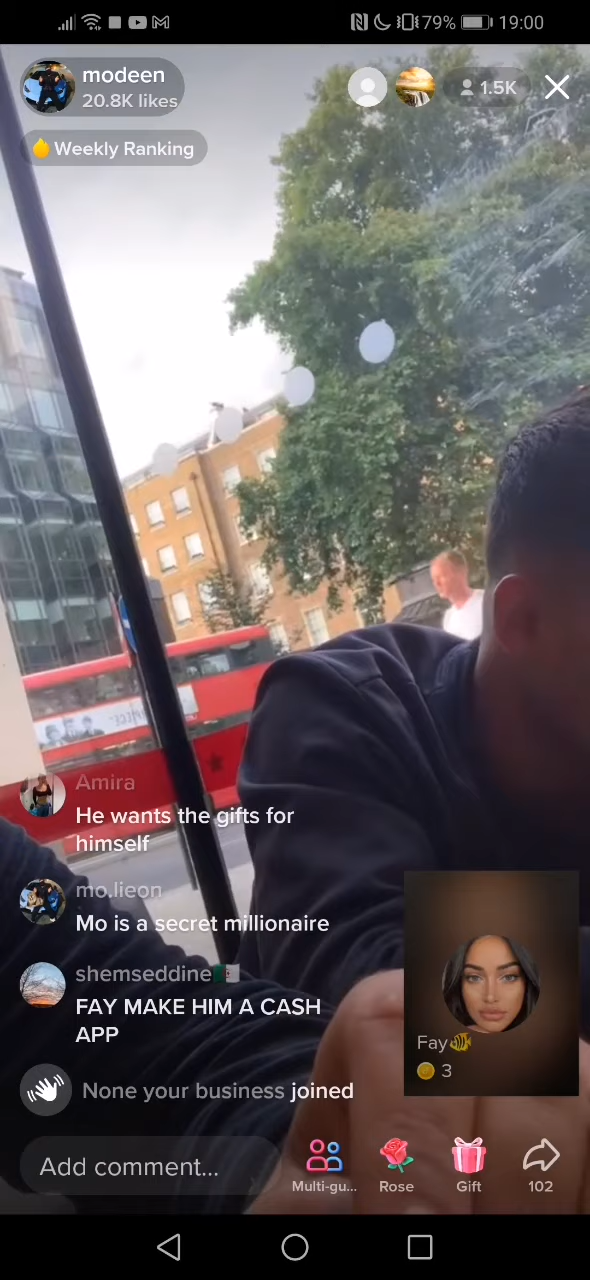 79% 19:00
modeen
20.8K likes
1.5K
Weekly Ranking
Amira
He wants the gifts for
himself
mo.lieon
Mo is a secret millionaire
shemseddine
FAY MAKE HIM A CASH
APP
Fay
3
None your business joined
Add comment...
Multi-gu...
Rose
Gift
102